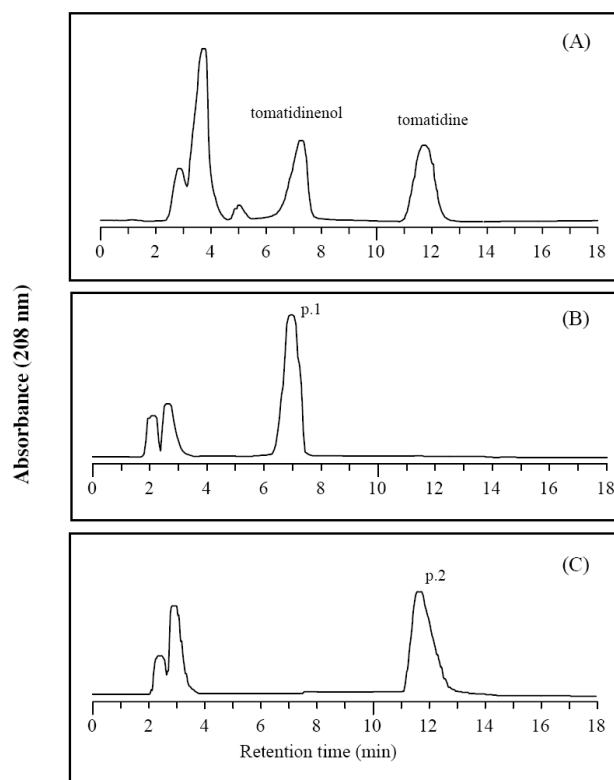 (A)
tomatidinenol
tomatidine
0 2 4 6 8 10 12 14 16 18
Absorbance (208 nm)
(B)
p.1
0 2 4 6 8 10 12 14 16 18
(C)
p.2
0 2 4 6 8 10 12 14 16 18
Retention time (min)